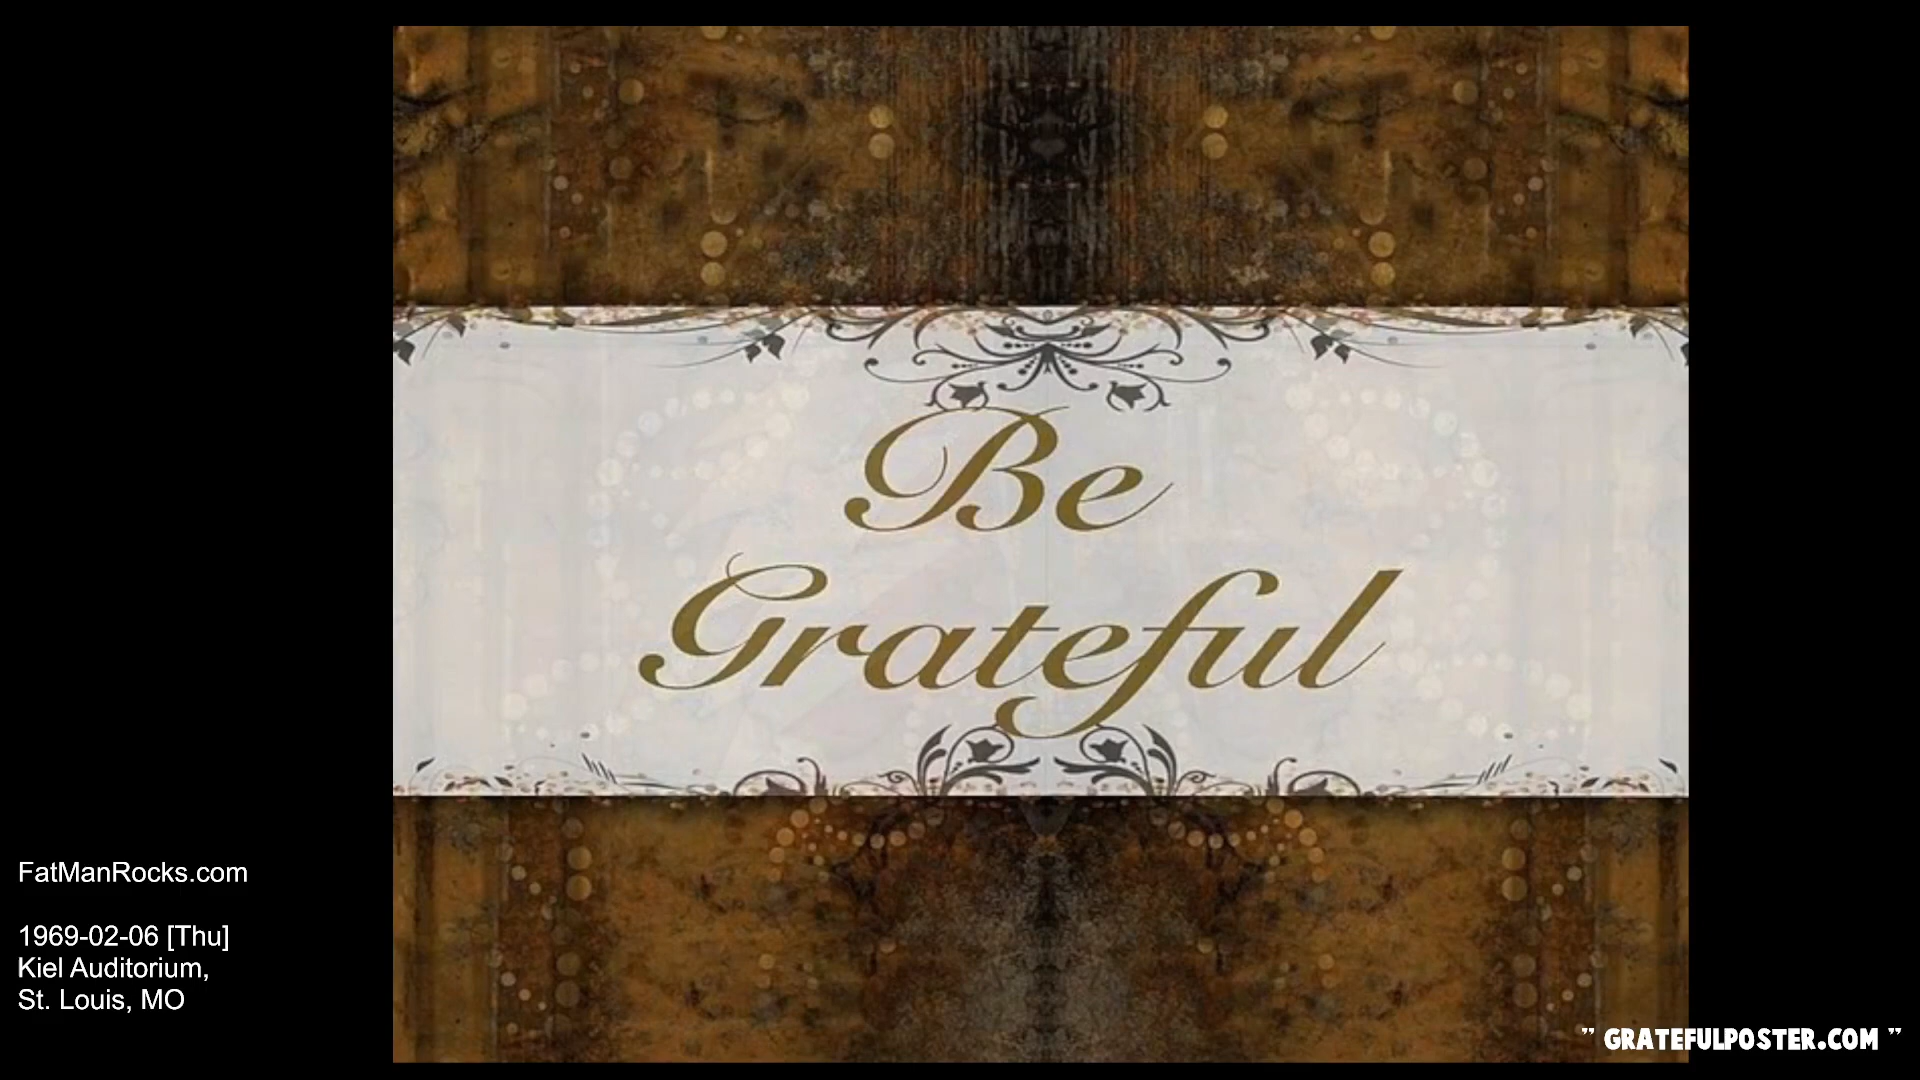 Be
Grateful
FatManRocks.com
1969-02-06 [Thu]
Kiel Auditorium,
St. Louis, MO
" GRATEFULPOSTER.COM "